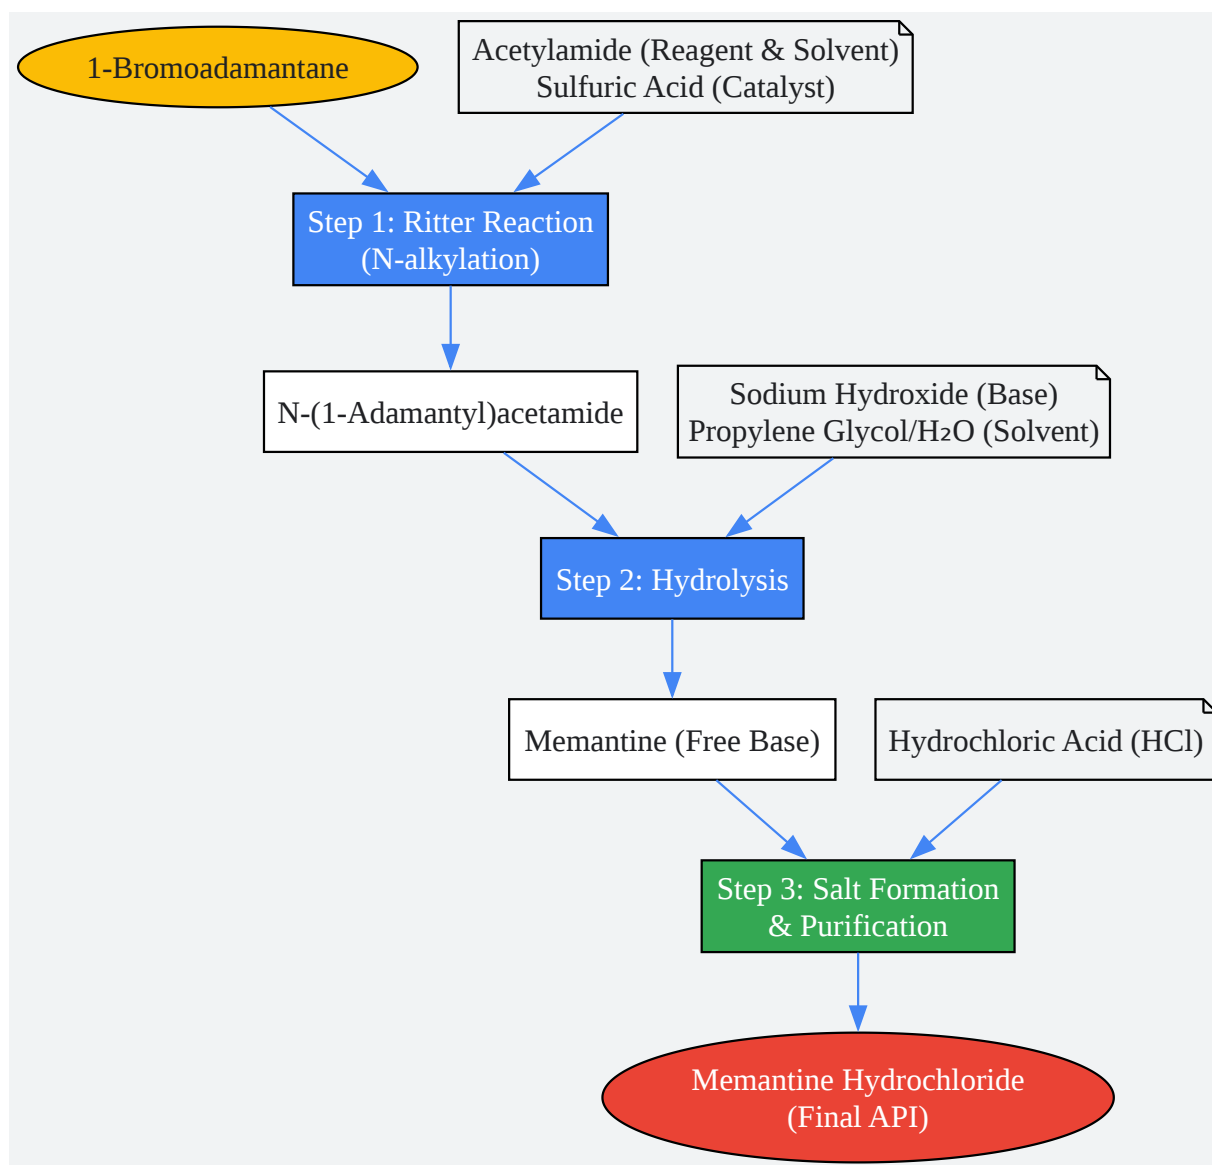 1-Bromoadamantane
Acetylamide (Reagent & Solvent)
Sulfuric Acid (Catalyst)
Step 1: Ritter Reaction
(N-alkylation)
N-(1-Adamantyl)acetamide
Sodium Hydroxide (Base)
Propylene Glycol/H₂O (Solvent)
Step 2: Hydrolysis
Memantine (Free Base)
Hydrochloric Acid (HCl)
Step 3: Salt Formation
& Purification
Memantine Hydrochloride
(Final API)